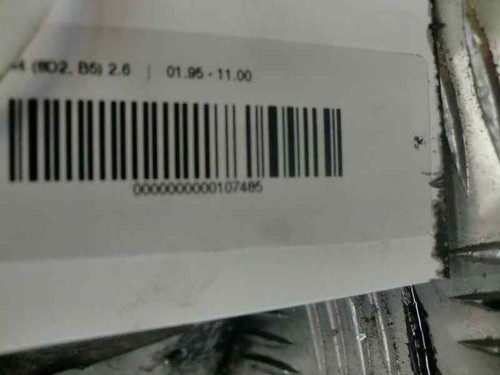 (8D2, B5) 2.6 | 01.95 - 11.00
0000000000107485